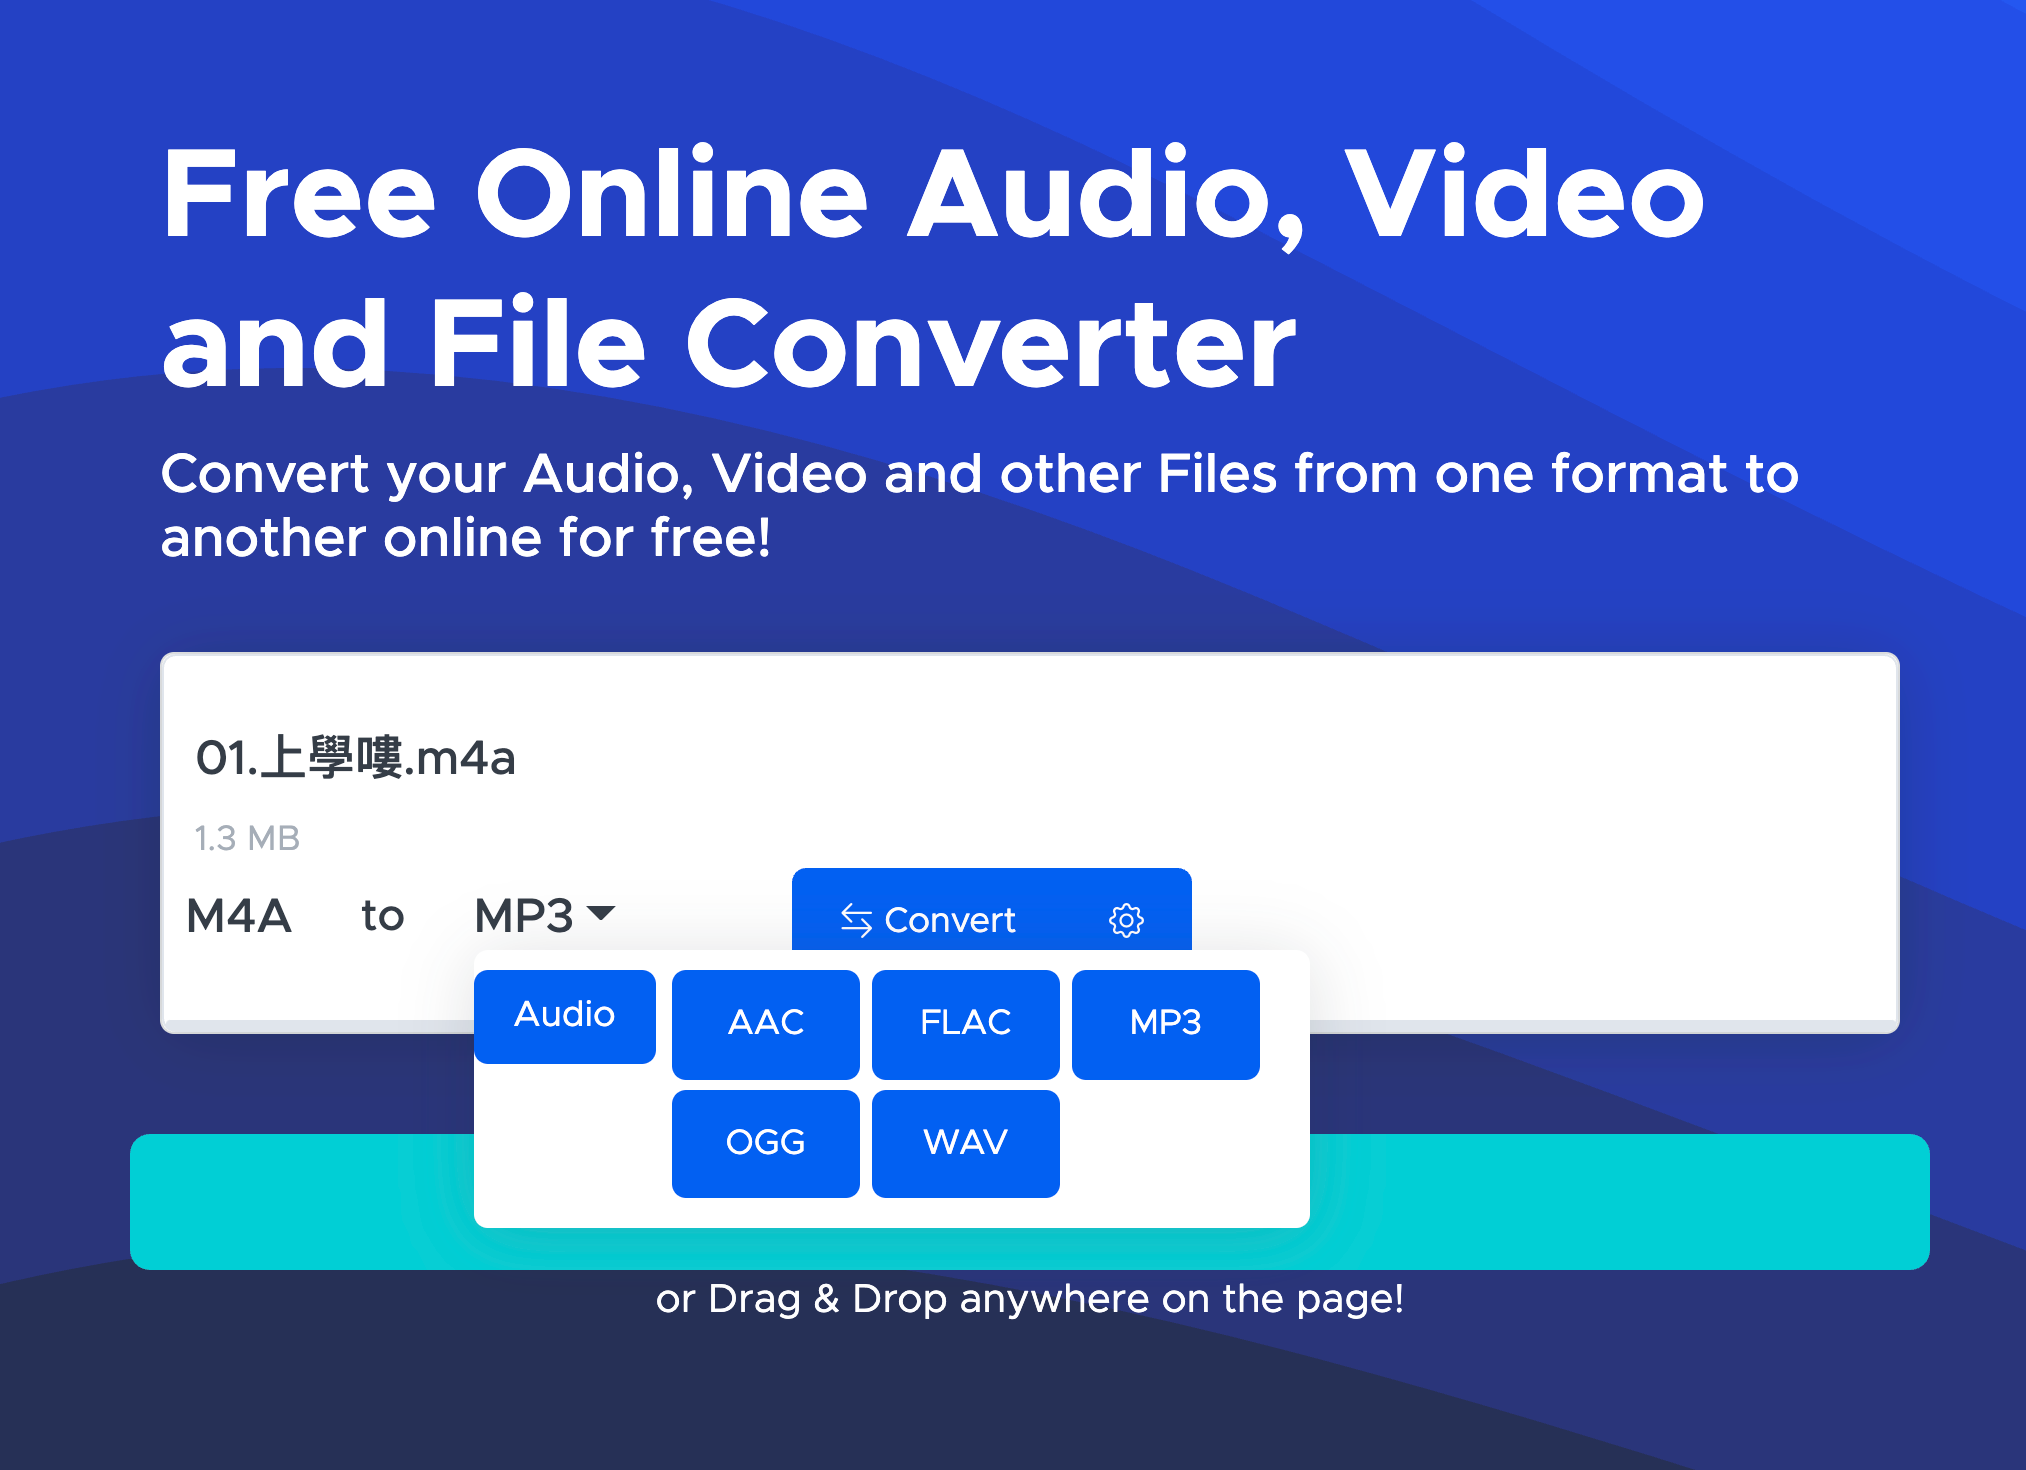 Free Online Audio, Video
and File Converter
Convert your Audio, Video and other Files from one format to
another online for free!
01.上學嘍.m4a
1.3 MB
M4A to MP3
Convert
Audio AAC FLAC MP3
OGG WAV
or Drag & Drop anywhere on the page!